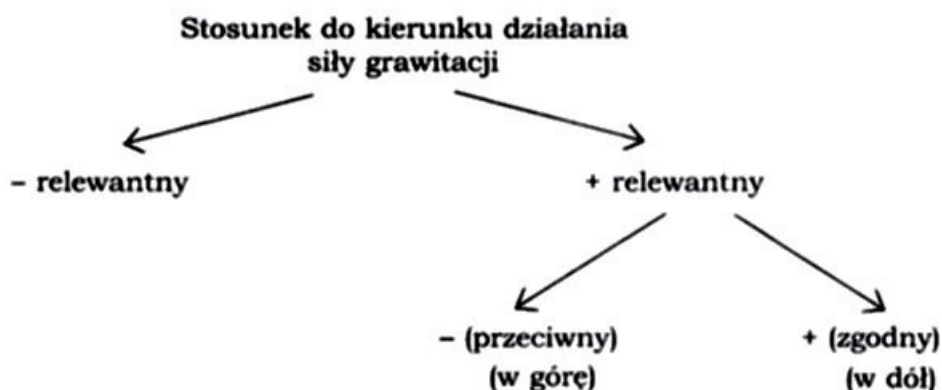 Stosunek do kierunku działania
siły grawitacji
– relewantny
+ relewantny
– (przeciwny)
(w górę)
+ (zgodny)
(w dół)